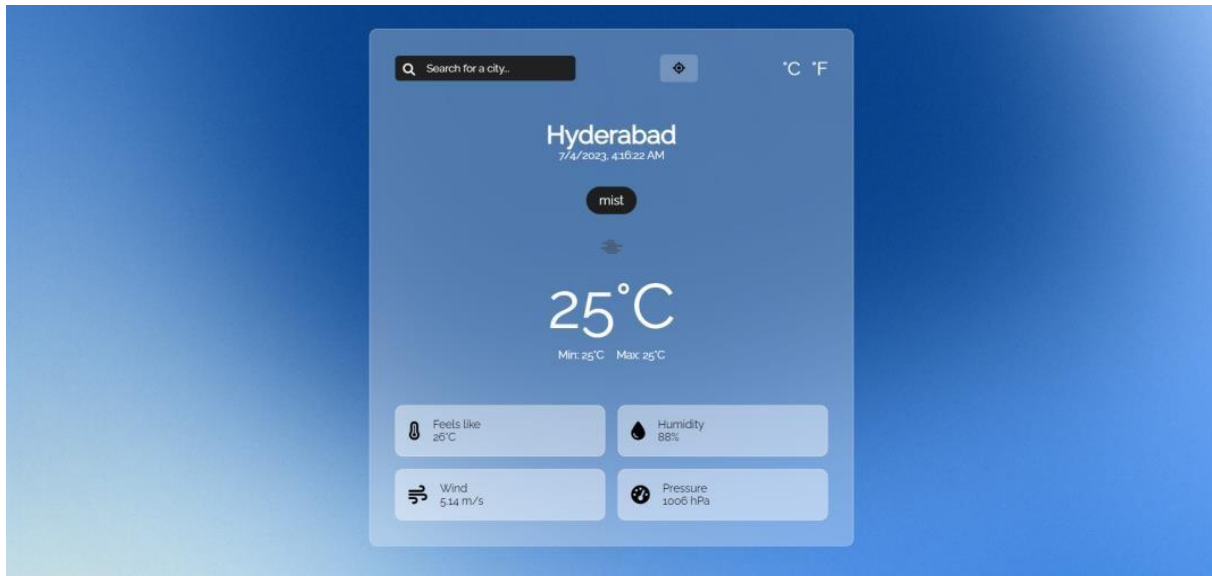 Search for a city...
°C °F
Hyderabad
7/4/2023, 4:16:22 AM
mist
25°C
Min: 25°C Max: 25°C
Feels like
26°C
Humidity
88%
Wind
5.14 m/s
Pressure
1006 hPa